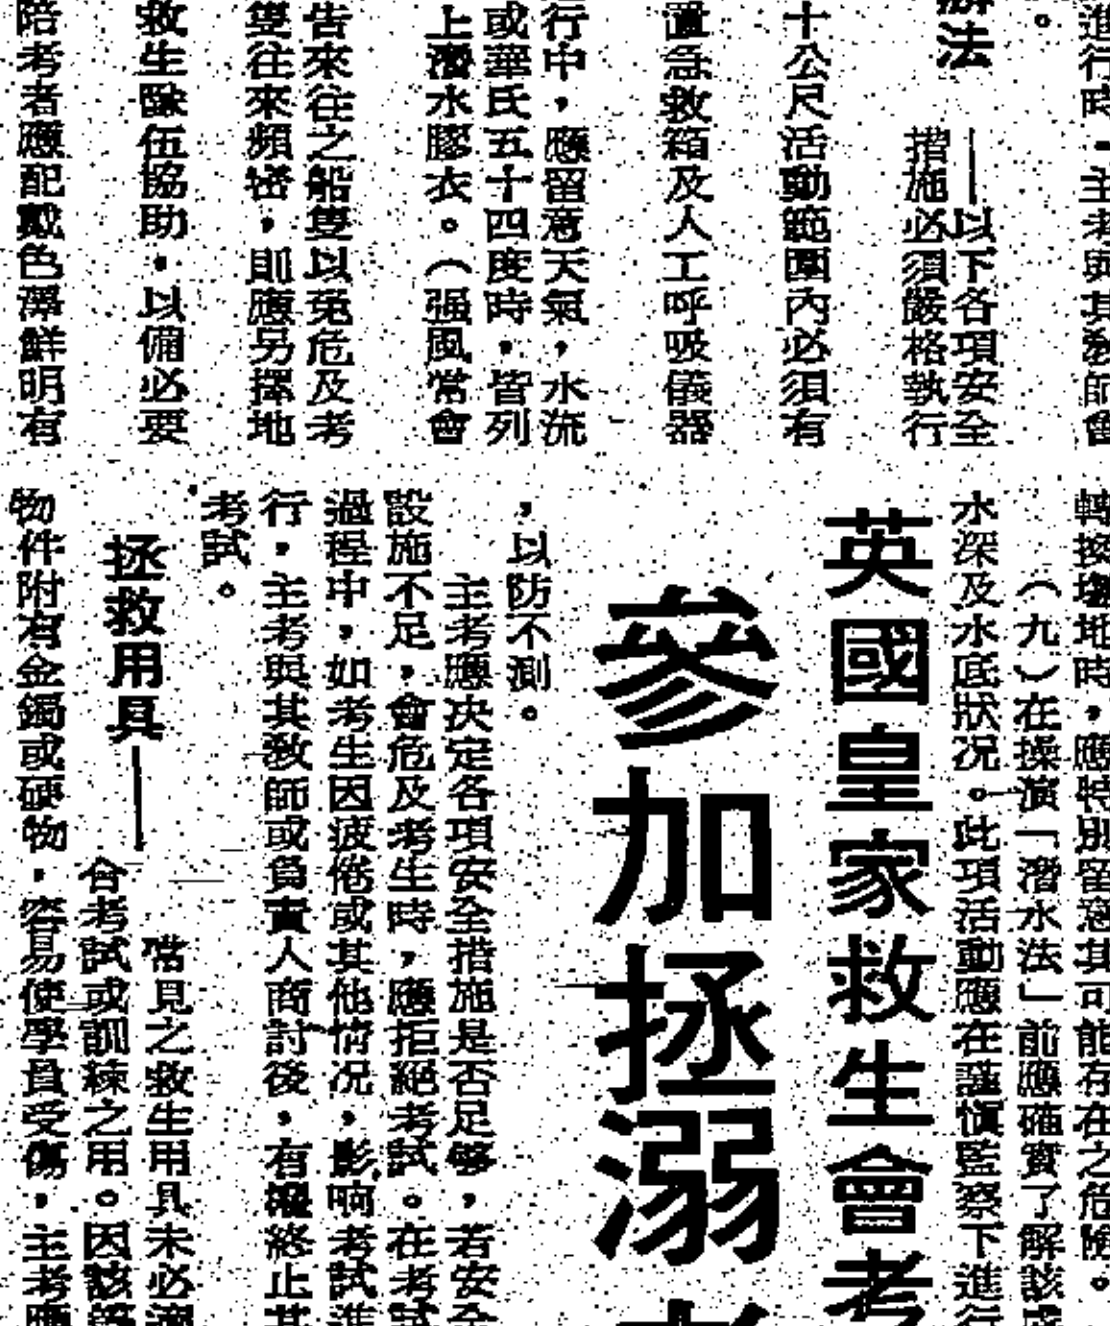 進行時，主考與其教師會
。
辦法
——以下各項安全
措施必須嚴格執行
十公尺活動範圍內必須有
置急救箱及人工呼吸儀器
行中，應留意天氣，水流
或華氏五十四度時，皆列
上潛水膠衣。（强風常會
告來往之船隻以免危及考
隻往來頻密，則應另擇地
救生隊伍協助，以備必要
陪考者應配戴色澤鮮明有
轉換場地時，應特別留意其可能存在之危險。
（九）在操演「潛水法」前應確實了解該
水深及水底狀況。此項活動應在謹慎監察下進行
英國皇家救生會考
參加拯溺
，以防不測。
主考應决定各項安全措施是否足够，若安全
設施不足，會危及考生時，應拒絕考試。在考試
過程中，如考生因疲倦或其他情况，影响考試進
行，主考與其教師或負責人商討後，有權終止其
考試。
拯救用具——
常見之救生用具未必適
合考試或訓練之用。因該等
物件附有金鐲或硬物，容易使學員受傷，主考應